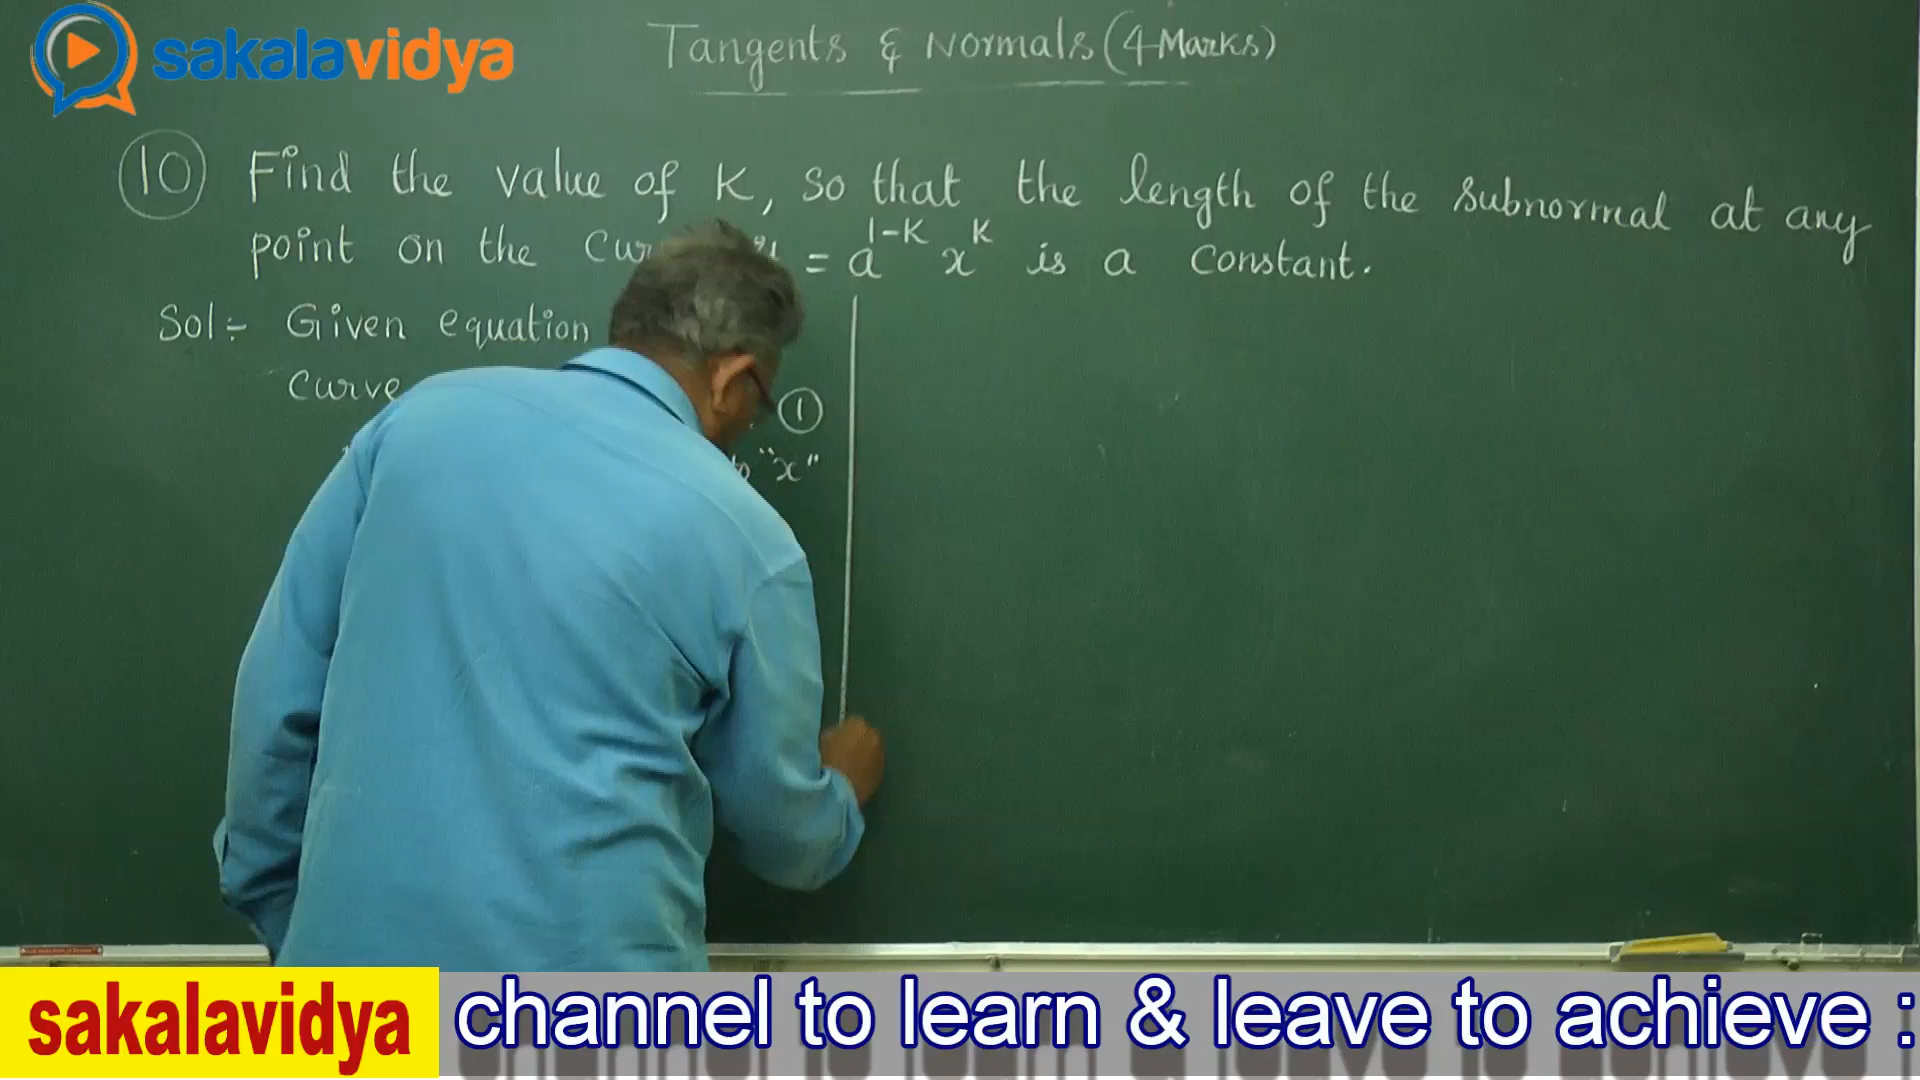 sakalavidya
Tangents & Normals (4 Marks)
10 Find the value of K, so that the length of the subnormal at any
point on the = a^{1-K} x^K is a constant.
Sol:- Given equation
curve 1
"x"
sakalavidya channel to learn & leave to achieve :